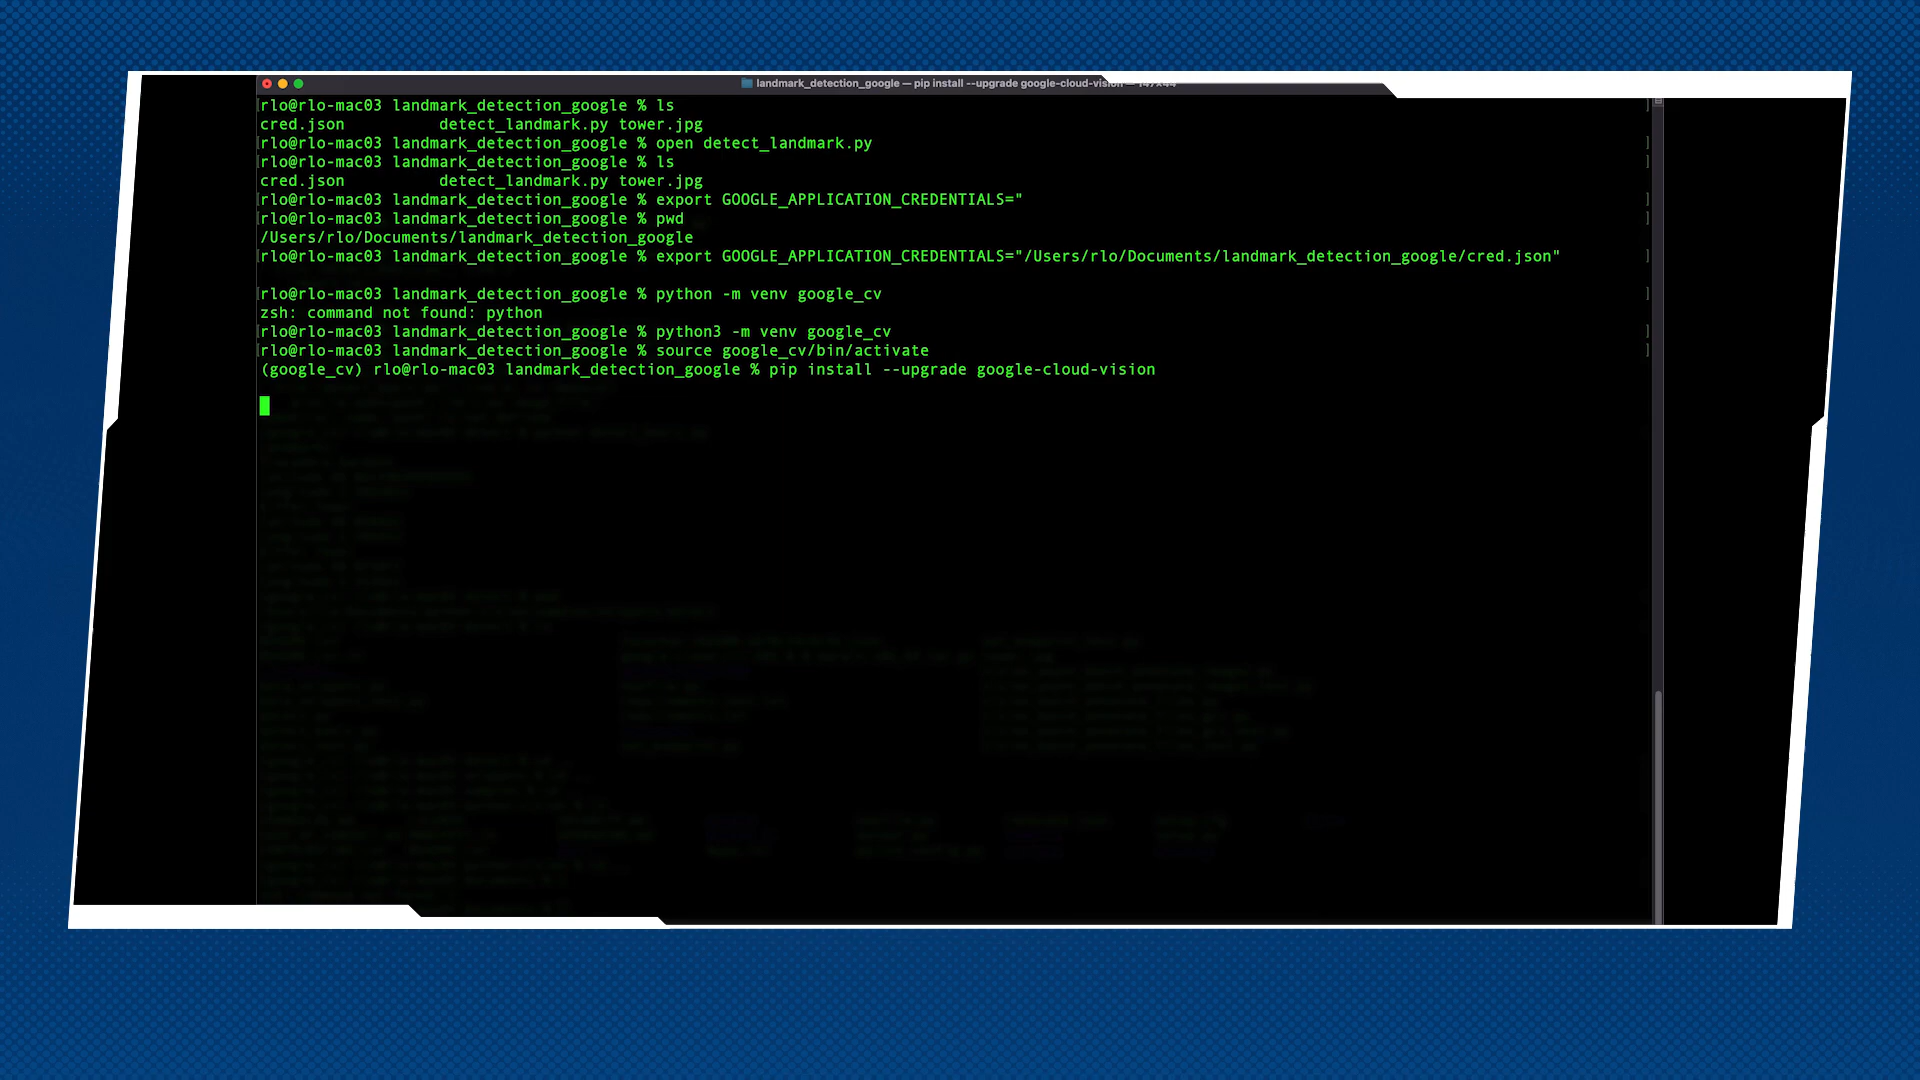 landmark_detection_google — pip install --upgrade google-cloud-vision — 147×44
rlo@rlo-mac03 landmark_detection_google % ls
cred.json detect_landmark.py tower.jpg
rlo@rlo-mac03 landmark_detection_google % open detect_landmark.py
rlo@rlo-mac03 landmark_detection_google % ls
cred.json detect_landmark.py tower.jpg
rlo@rlo-mac03 landmark_detection_google % export GOOGLE_APPLICATION_CREDENTIALS="
rlo@rlo-mac03 landmark_detection_google % pwd
/Users/rlo/Documents/landmark_detection_google
rlo@rlo-mac03 landmark_detection_google % export GOOGLE_APPLICATION_CREDENTIALS="/Users/rlo/Documents/landmark_detection_google/cred.json"
rlo@rlo-mac03 landmark_detection_google % python -m venv google_cv
zsh: command not found: python
rlo@rlo-mac03 landmark_detection_google % python3 -m venv google_cv
rlo@rlo-mac03 landmark_detection_google % source google_cv/bin/activate
(google_cv) rlo@rlo-mac03 landmark_detection_google % pip install --upgrade google-cloud-vision